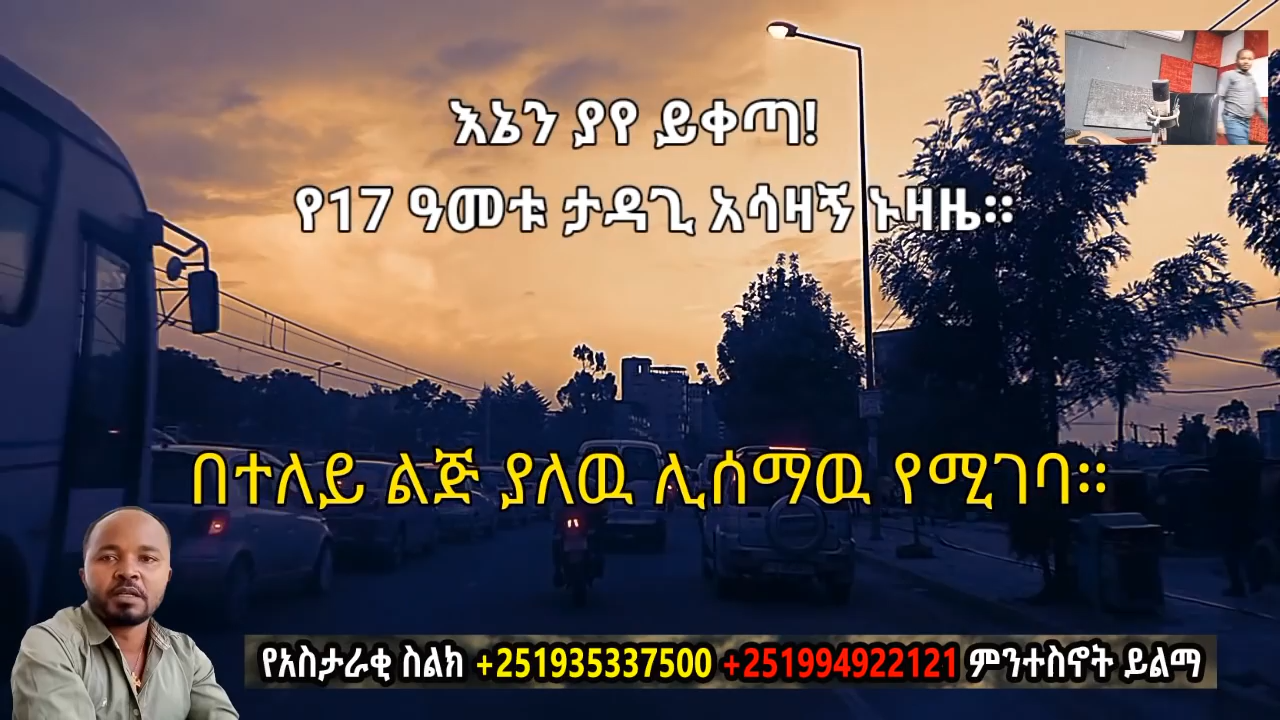 እኔን ያየ ይቀጣ!
የ17 ዓመቱ ታዳጊ አሳዛኝ ኑዛዜ።
በተለይ ልጅ ያለዉ ሊሰማዉ የሚገባ።
የአስታራቂ ስልክ +251935337500 +251994922121 ምንተስኖት ይልማ